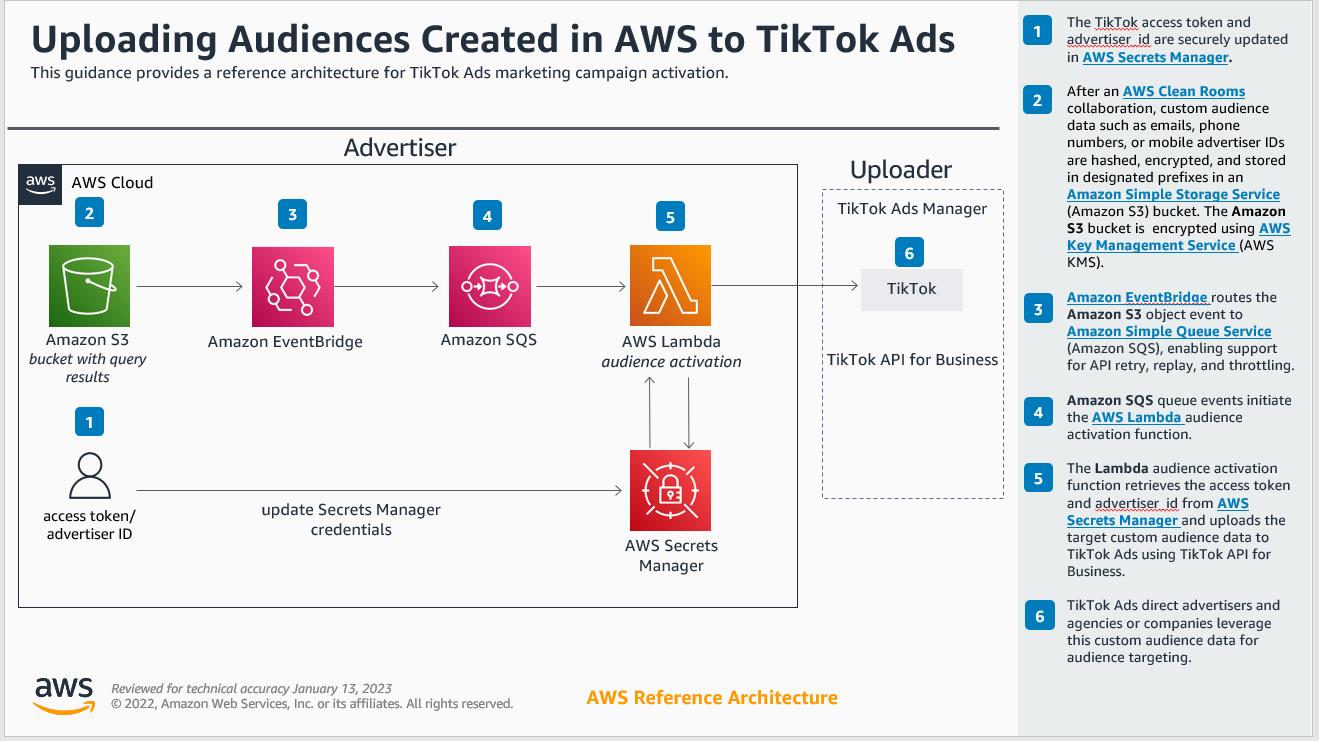 Uploading Audiences Created in AWS to TikTok Ads
This guidance provides a reference architecture for TikTok Ads marketing campaign activation.
Advertiser
aws
AWS Cloud
2
3
4
5
Amazon S3
bucket with query
results
Amazon EventBridge
Amazon SQS
AWS Lambda
audience activation
1
access token/
advertiser ID
update Secrets Manager
credentials
AWS Secrets
Manager
Uploader
TikTok Ads Manager
6
TikTok
TikTok API for Business
1
The TikTok access token and
advertiser_id are securely updated
in AWS Secrets Manager.
2
After an AWS Clean Rooms
collaboration, custom audience
data such as emails, phone
numbers, or mobile advertiser IDs
are hashed, encrypted, and stored
in designated prefixes in an
Amazon Simple Storage Service
(Amazon S3) bucket. The Amazon
S3 bucket is encrypted using AWS
Key Management Service (AWS
KMS).
3
Amazon EventBridge routes the
Amazon S3 object event to
Amazon Simple Queue Service
(Amazon SQS), enabling support
for API retry, replay, and throttling.
4
Amazon SQS queue events initiate
the AWS Lambda audience
activation function.
5
The Lambda audience activation
function retrieves the access token
and advertiser_id from AWS
Secrets Manager and uploads the
target custom audience data to
TikTok Ads using TikTok API for
Business.
6
TikTok Ads direct advertisers and
agencies or companies leverage
this custom audience data for
audience targeting.
aws
Reviewed for technical accuracy January 13, 2023
© 2022, Amazon Web Services, Inc. or its affiliates. All rights reserved.
AWS Reference Architecture